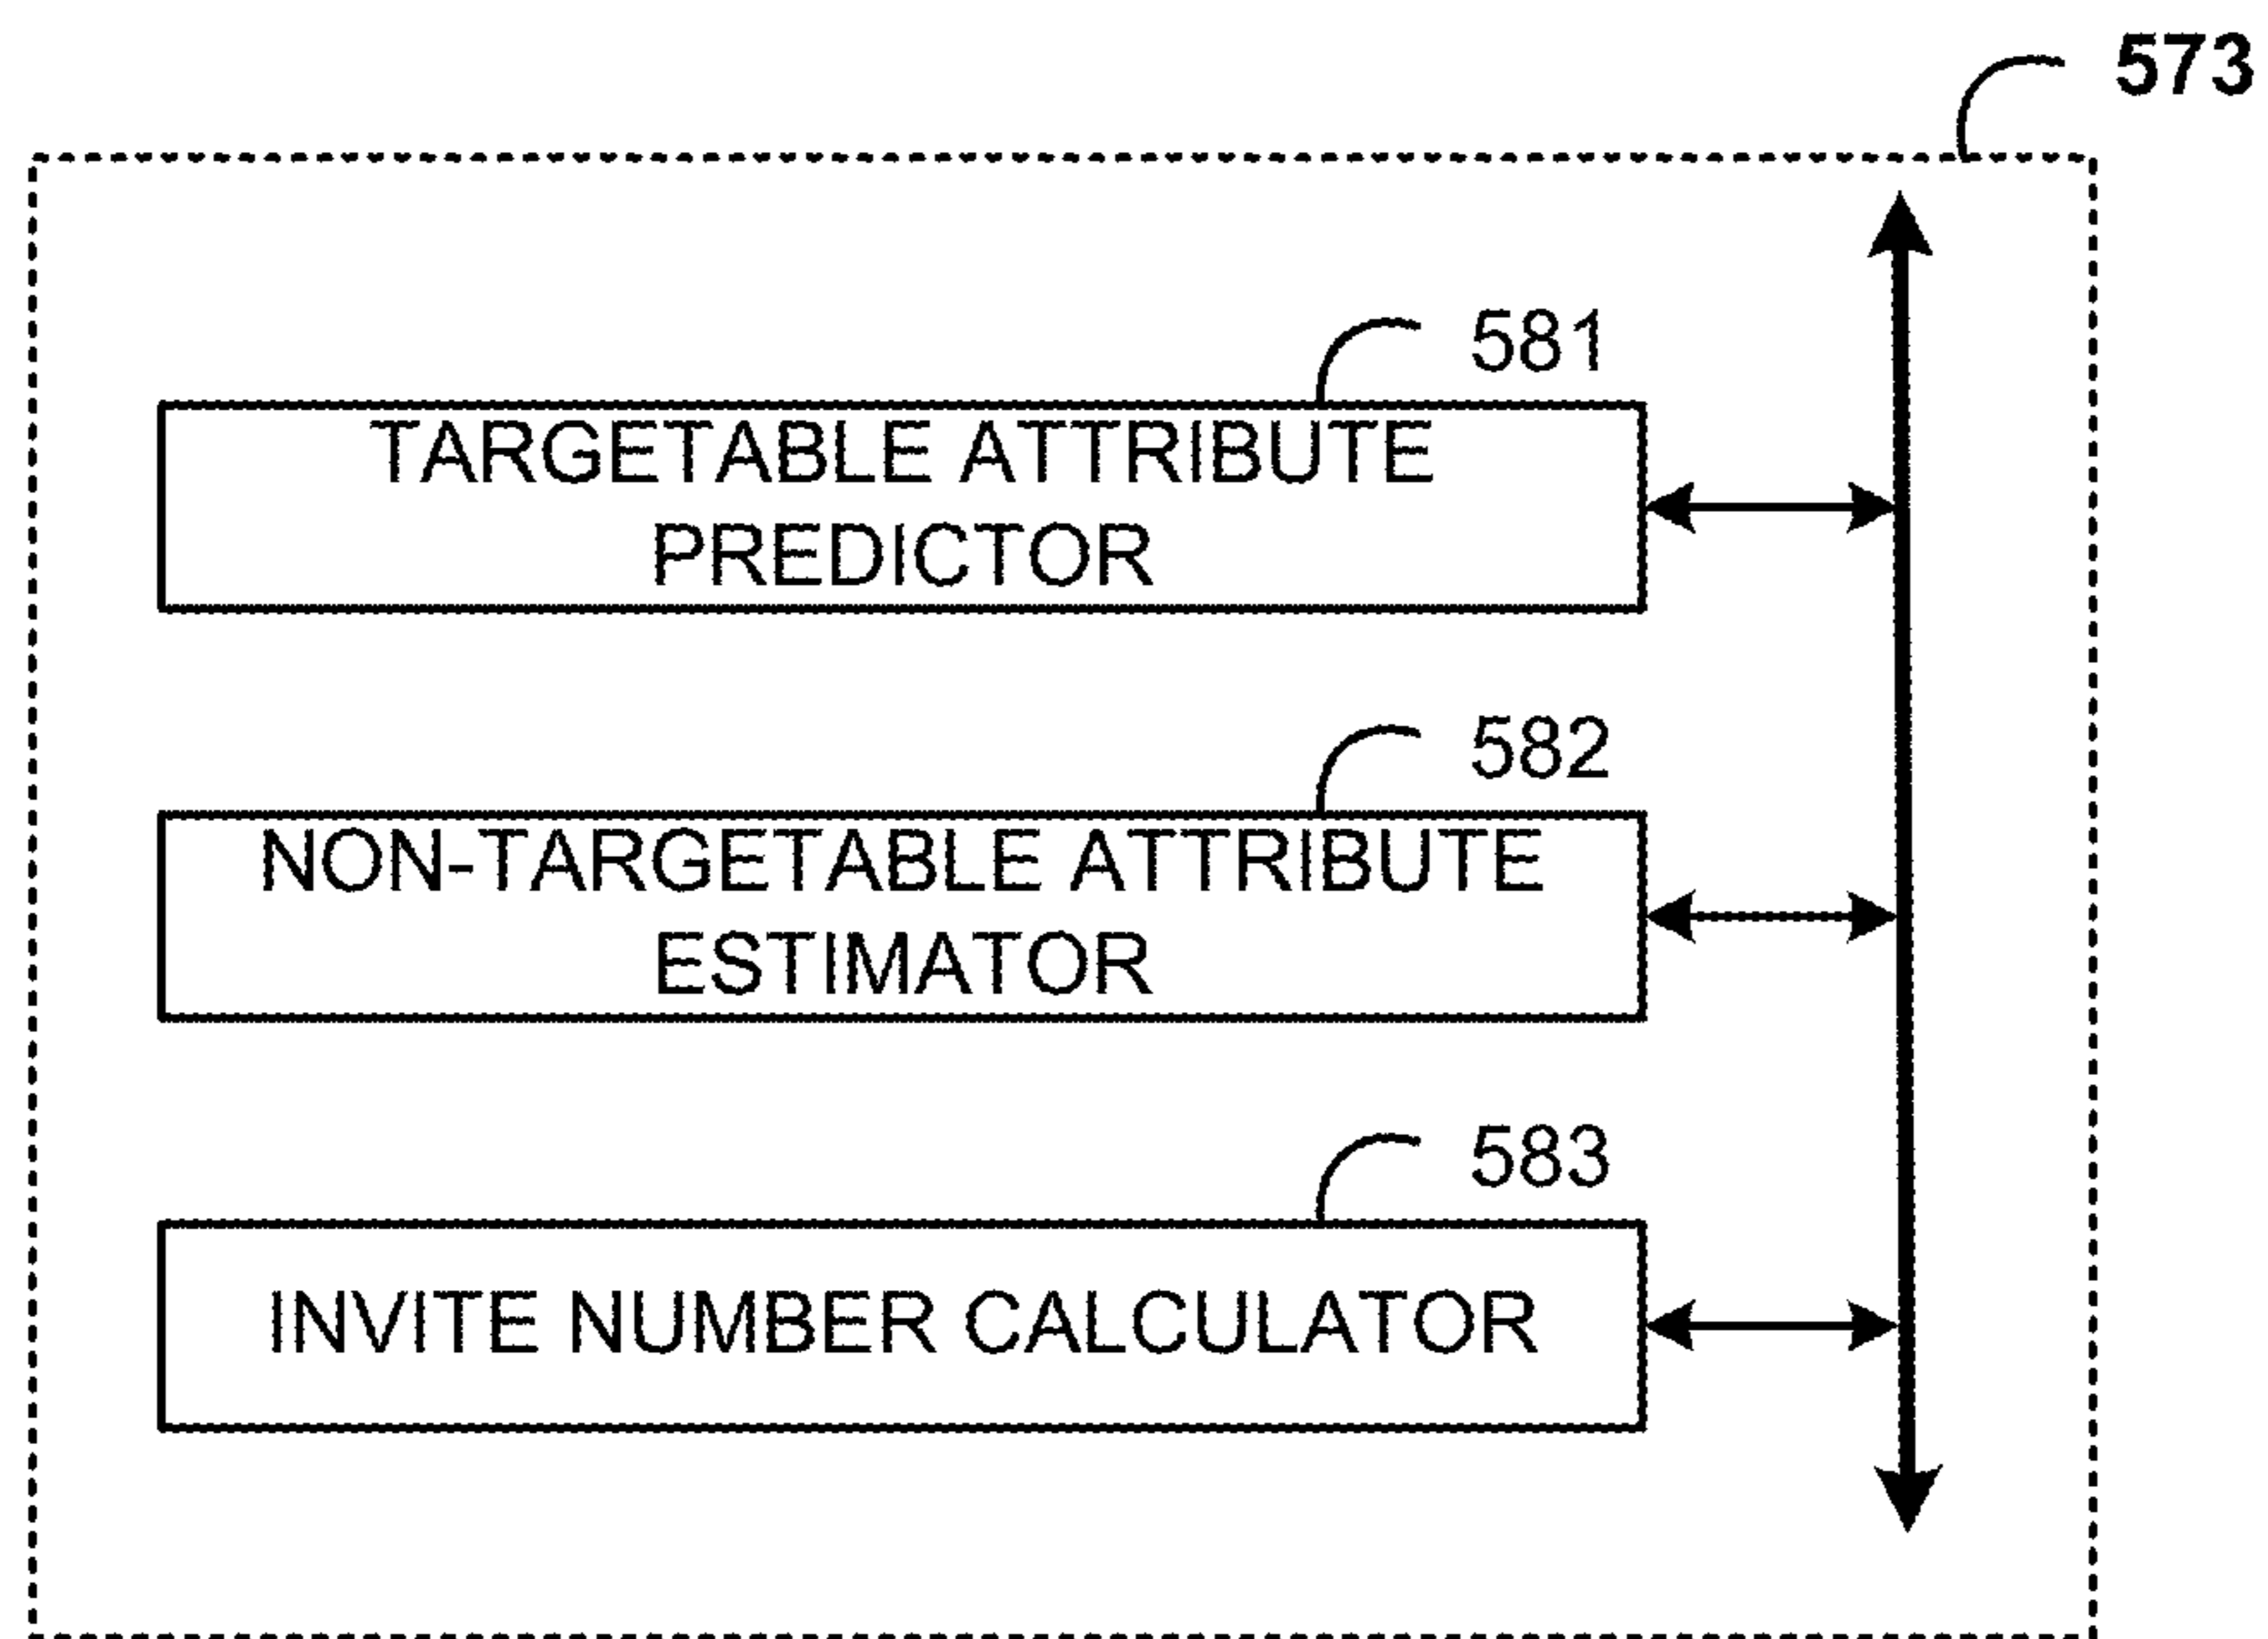 573
581
TARGETABLE ATTRIBUTE
PREDICTOR
582
NON-TARGETABLE ATTRIBUTE
ESTIMATOR
583
INVITE NUMBER CALCULATOR